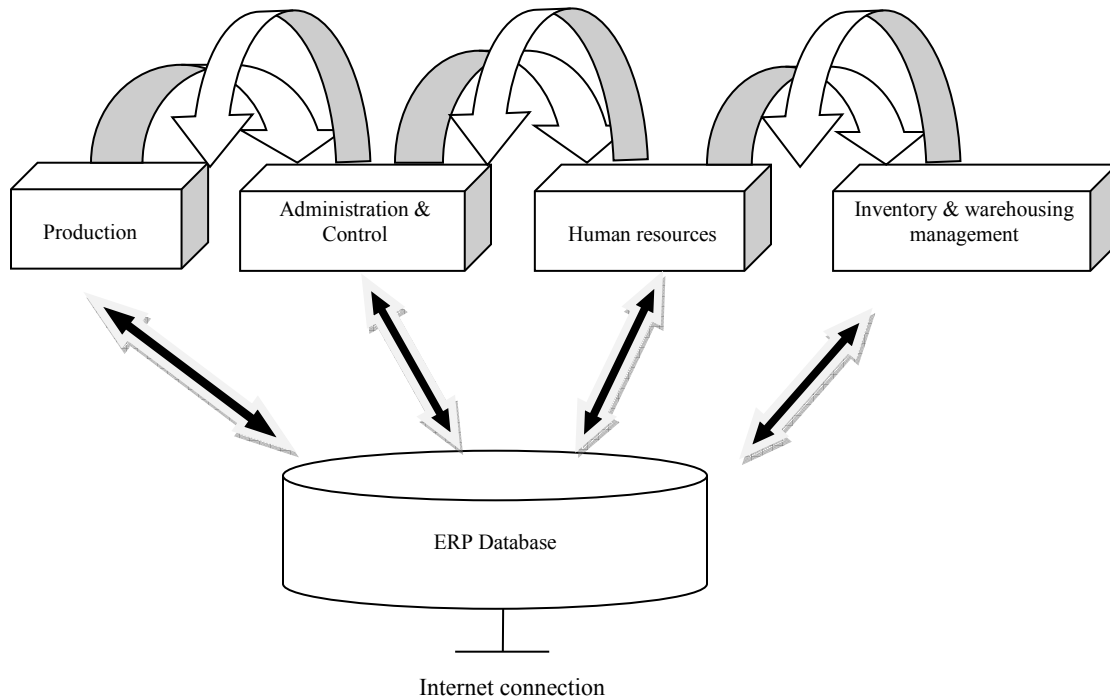 Production
Administration &
Control
Human resources
Inventory & warehousing
management
ERP Database
Internet connection